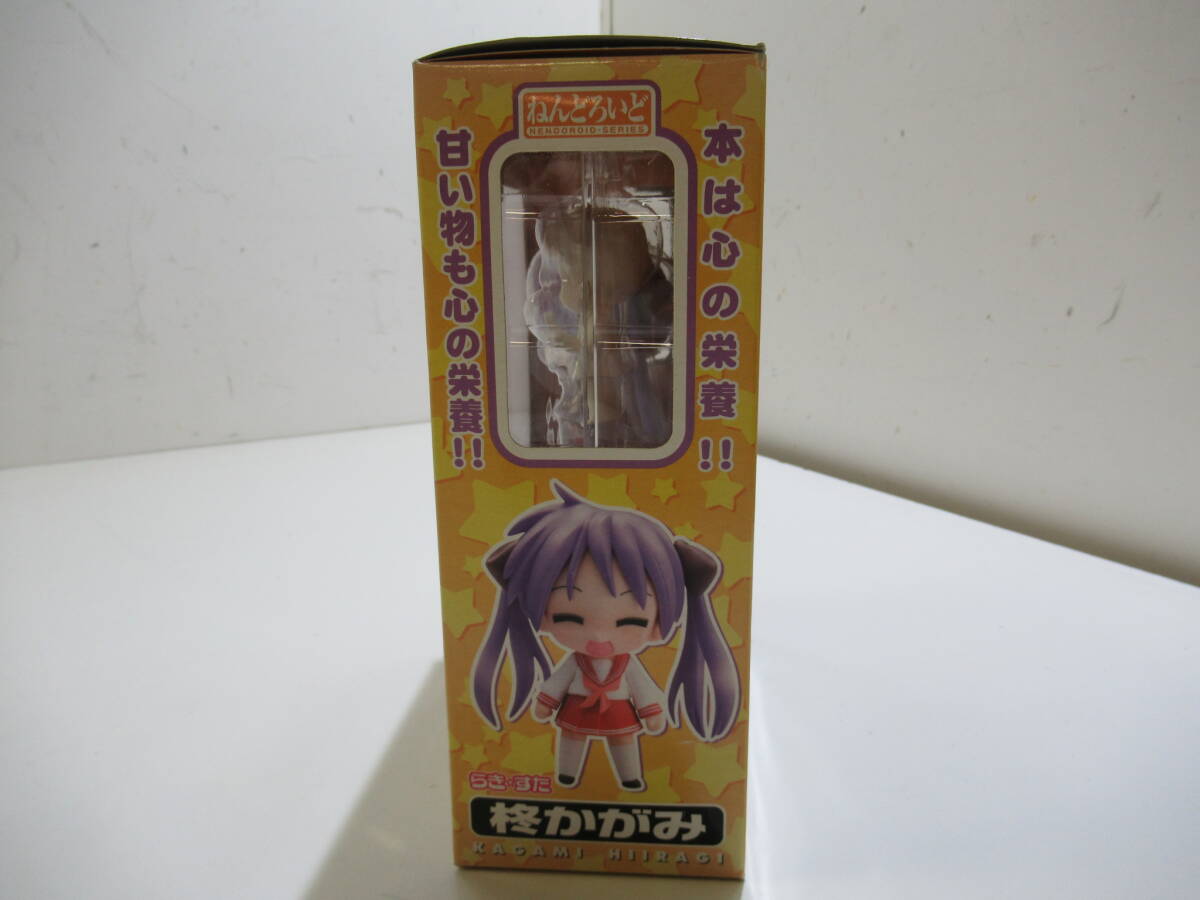 ねんどろいど
NENDOROID-SERIES
本は心の栄養!!
甘い物も心の栄養!!
らき・すた
柊かがみ
KAGAMI HIIRAGI